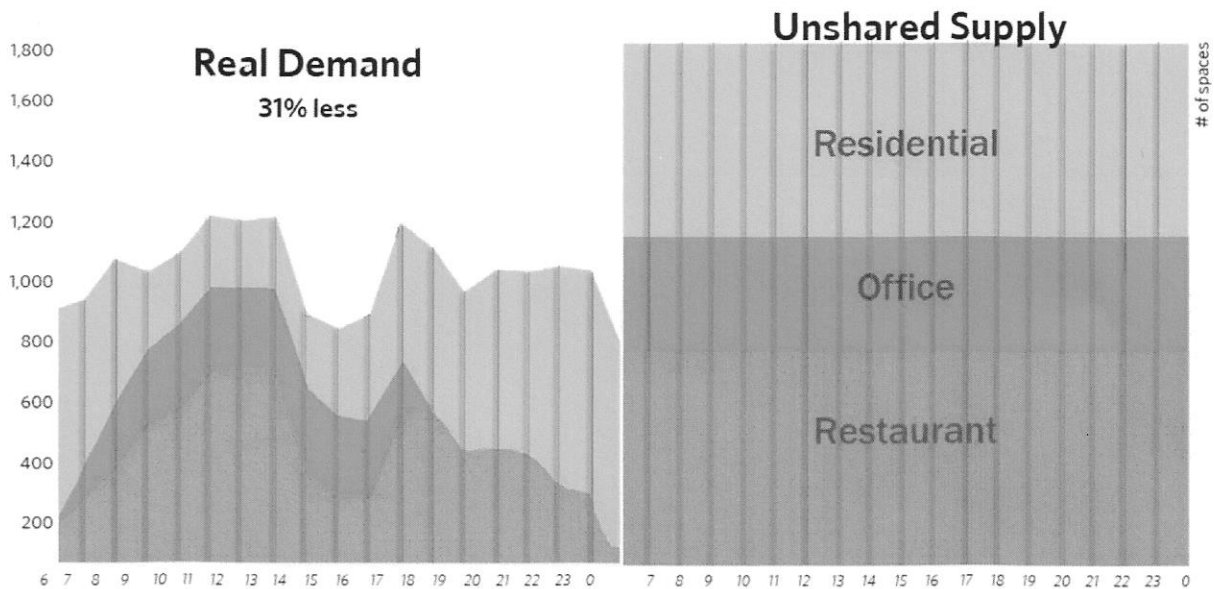 Real Demand
31% less
1,800
1,600
1,400
1,200
1,000
800
600
400
200
6 7 8 9 10 11 12 13 14 15 16 17 18 19 20 21 22 23 0
Unshared Supply
# of spaces
Residential
Office
Restaurant
7 8 9 10 11 12 13 14 15 16 17 18 19 20 21 22 23 0